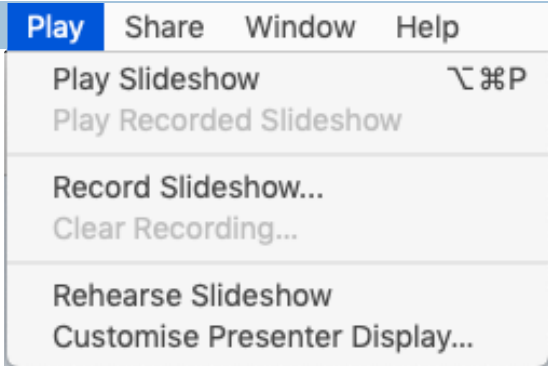 Play Share Window Help
Play Slideshow ⌥⌘P
Play Recorded Slideshow
Record Slideshow...
Clear Recording...
Rehearse Slideshow
Customise Presenter Display...